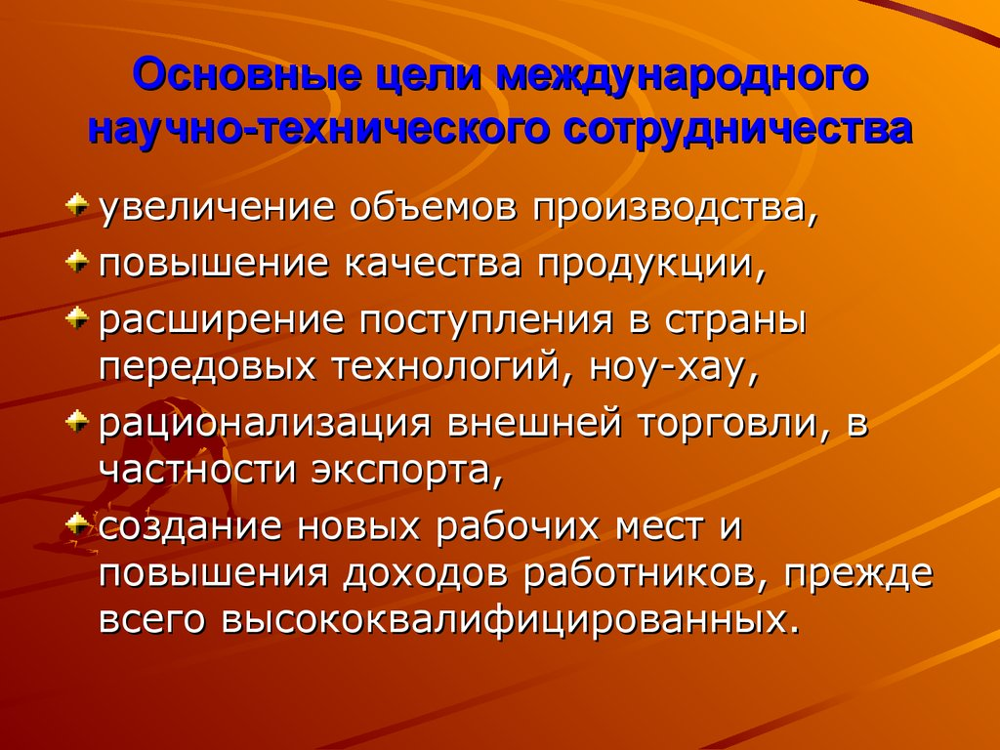 Основные цели международного
научно-технического сотрудничества
увеличение объемов производства,
повышение качества продукции,
расширение поступления в страны
передовых технологий, ноу-хау,
рационализация внешней торговли, в
частности экспорта,
создание новых рабочих мест и
повышения доходов работников, прежде
всего высококвалифицированных.